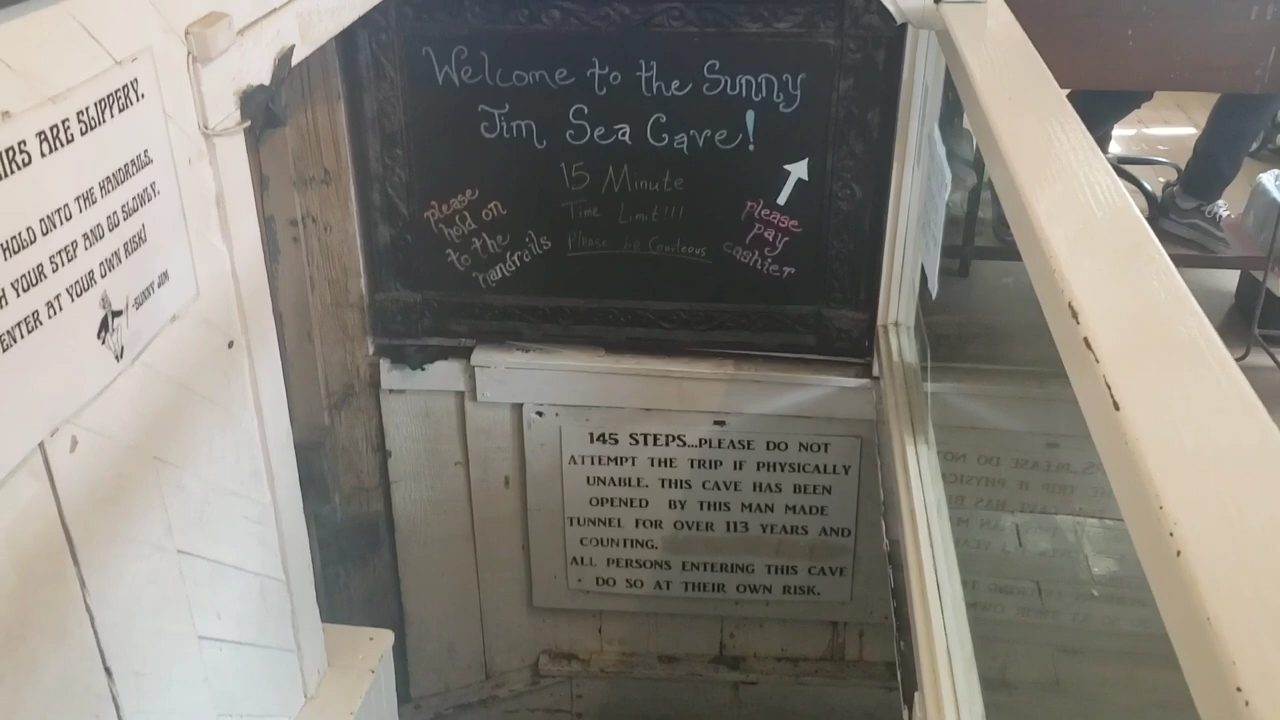 IRS ARE SLIPPERY.
HOLD ONTO THE HANDRAILS,
H YOUR STEP AND GO SLOWLY.
ENTER AT YOUR OWN RISK!
-SUNNY JIM
Welcome to the Sunny
Jim Sea Cave!
15 Minute
Time Limit!!!
Please be Courteous
please
hold on
to the
handrails
please
pay
cashier
145 STEPS...PLEASE DO NOT
ATTEMPT THE TRIP IF PHYSICALLY
UNABLE. THIS CAVE HAS BEEN
OPENED BY THIS MAN MADE
TUNNEL FOR OVER 113 YEARS AND
COUNTING.
ALL PERSONS ENTERING THIS CAVE
DO SO AT THEIR OWN RISK.